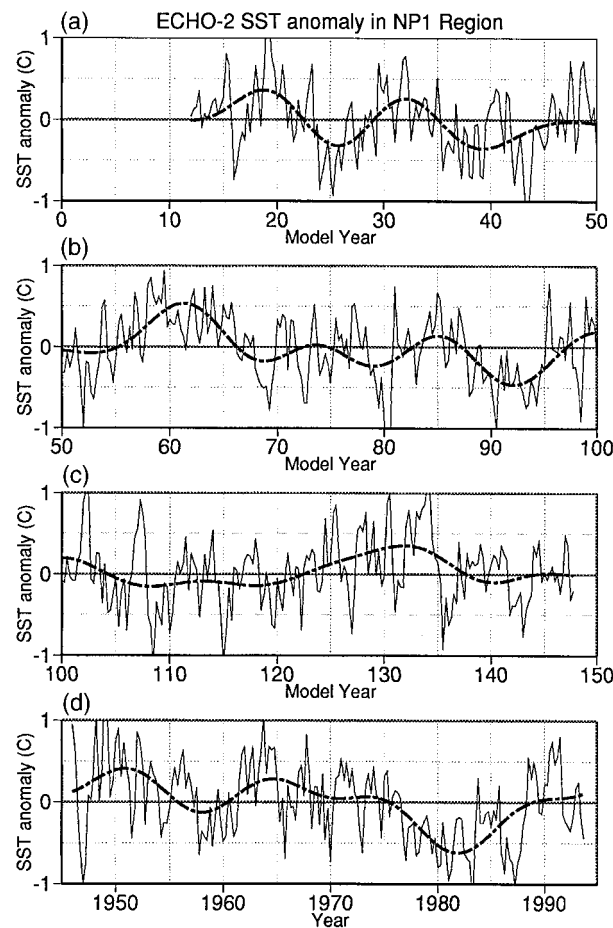 (a) ECHO-2 SST anomaly in NP1 Region
1
SST anomaly (C)
0
-1
0 10 20 30 40 50
Model Year
(b)
1
SST anomaly (C)
0
-1
50 60 70 80 90 100
Model Year
(c)
1
SST anomaly (C)
0
-1
100 110 120 130 140 150
Model Year
(d)
1
SST anomaly (C)
0
-1
1950 1960 1970 1980 1990
Year